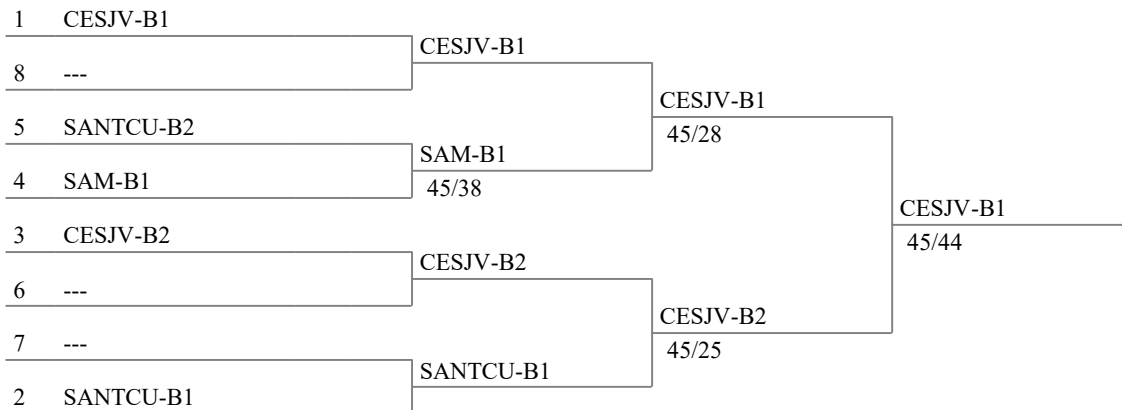 1 CESJV-B1
CESJV-B1
8 ---
CESJV-B1
45/28
5 SANTCU-B2
SAM-B1
45/38
4 SAM-B1
CESJV-B1
45/44
3 CESJV-B2
CESJV-B2
6 ---
CESJV-B2
45/25
7 ---
SANTCU-B1
2 SANTCU-B1